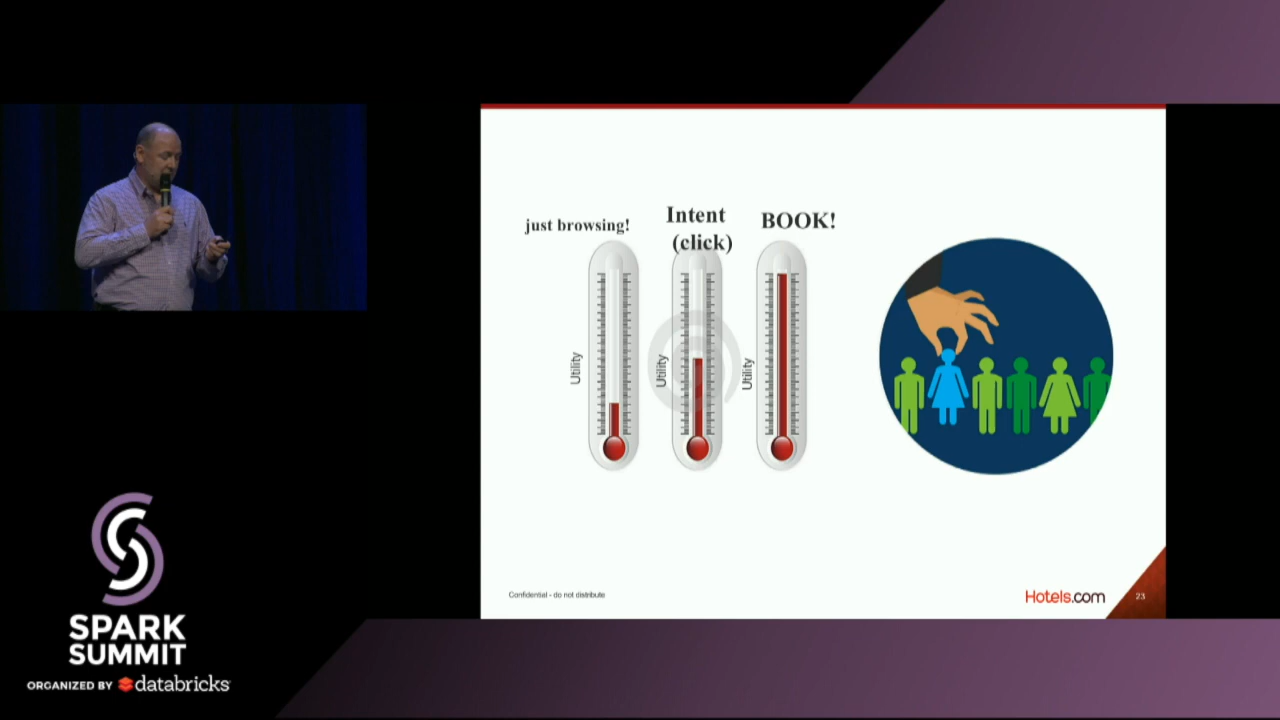 just browsing!
Intent
(click)
BOOK!
Utility
Utility
Utility
Confidential - do not distribute
Hotels.com
23
SPARK
SUMMIT
ORGANIZED BY databricks